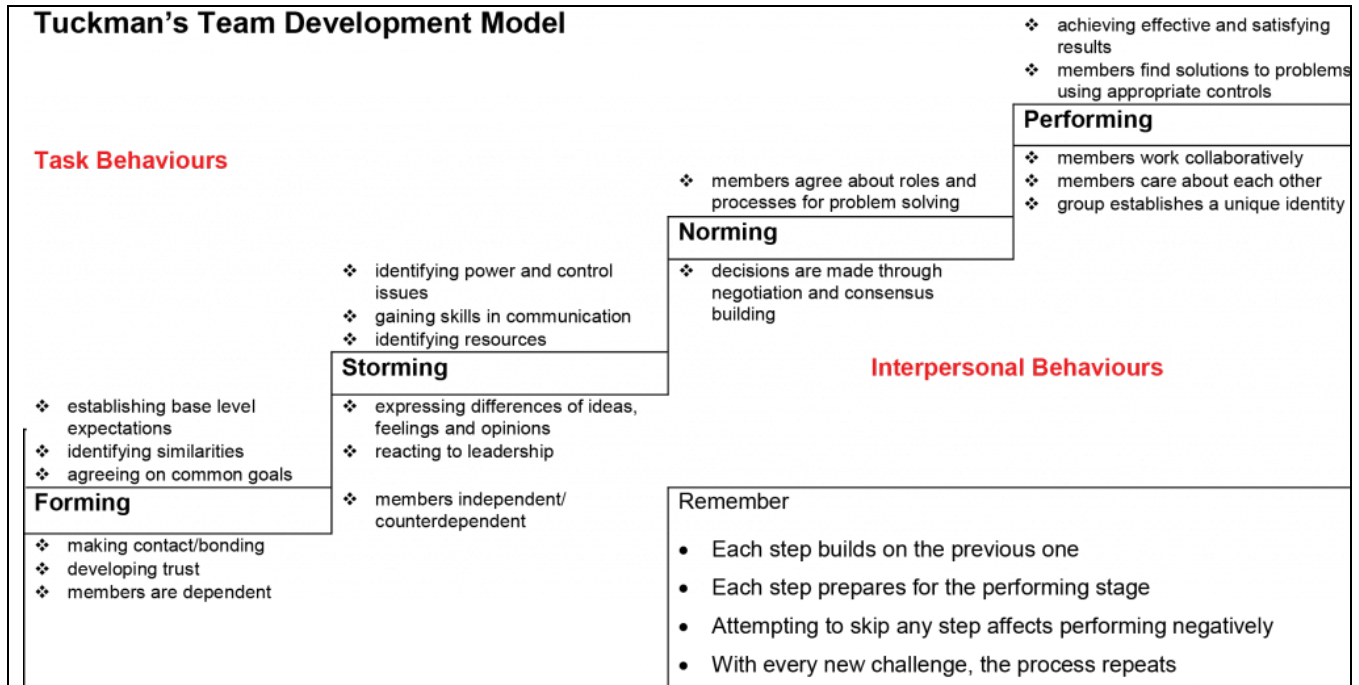 Tuckman's Team Development Model
❖ achieving effective and satisfying
results
❖ members find solutions to problems
using appropriate controls
Performing
❖ members work collaboratively
❖ members care about each other
❖ group establishes a unique identity
Task Behaviours
❖ members agree about roles and
processes for problem solving
Norming
❖ decisions are made through
negotiation and consensus
building
❖ identifying power and control
issues
❖ gaining skills in communication
❖ identifying resources
Storming
❖ expressing differences of ideas,
feelings and opinions
❖ reacting to leadership
❖ members independent/
counterdependent
Interpersonal Behaviours
❖ establishing base level
expectations
❖ identifying similarities
❖ agreeing on common goals
Forming
❖ making contact/bonding
❖ developing trust
❖ members are dependent
Remember
• Each step builds on the previous one
• Each step prepares for the performing stage
• Attempting to skip any step affects performing negatively
• With every new challenge, the process repeats